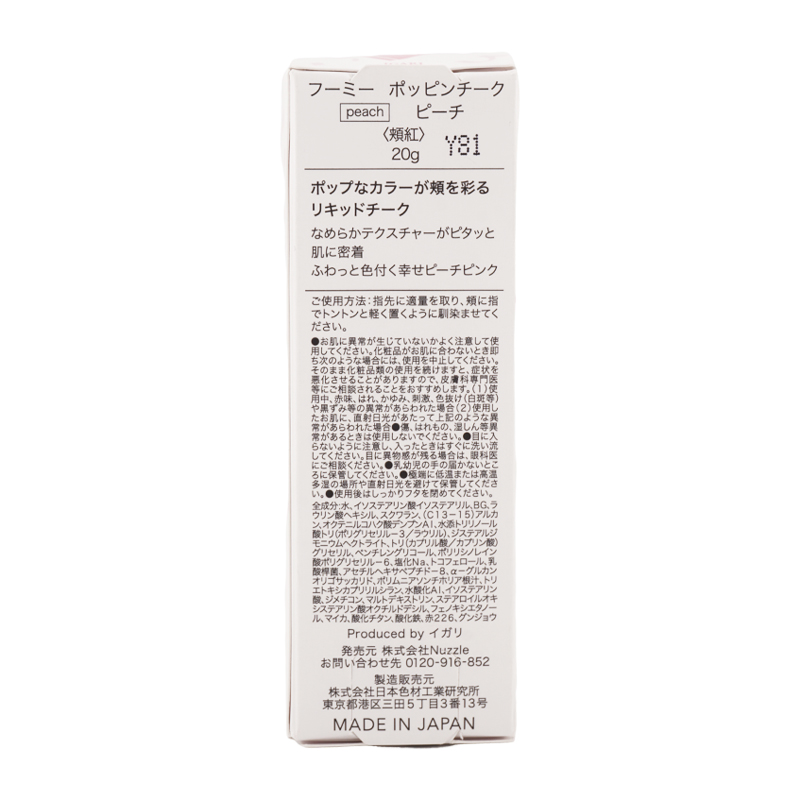 フーミー ポッピンチーク
peach ピーチ
〈頬紅〉
20g Y81
ポップなカラーが頬を彩る
リキッドチーク
なめらかテクスチャーがピタッと
肌に密着
ふわっと色付く幸せピーチピンク
ご使用方法:指先に適量を取り、頬に指
でトントンと軽く置くように馴染ませてく
ださい。
●お肌に異常が生じていないかよく注意して使
用してください。化粧品がお肌に合わないとき即
ち次のような場合には、使用を中止してください。
そのまま化粧品類の使用を続けますと、症状を
悪化させることがありますので、皮膚科専門医
等にご相談されることをおすすめします。(1)使
用中、赤味、はれ、かゆみ、刺激、色抜け(白斑等)
や黒ずみ等の異常があらわれた場合(2)使用し
たお肌に、直射日光があたって上記のような異
常があらわれた場合●傷、はれもの、湿しん等異
常があるときは使用しないでください。●目に入
らないように注意し、入ったときはすぐに洗い流
してください。目に異物感が残る場合は、眼科医
にご相談ください。●乳幼児の手の届かないとこ
ろに保管してください。●極端に低温または高温
多湿の場所や直射日光を避けて保管してくださ
い。●使用後はしっかりフタを閉めてください。
全成分:水、イソステアリン酸イソステアリル、BG、ラ
ウリン酸ヘキシル、スクワラン、(C13-15)アルカ
ン、オクテニルコハク酸デンプンAl、水添トリリノール
酸トリ(ポリグリセリル-3/ラウリル)、ジステアルジ
モニウムヘクトライト、トリ(カプリル酸/カプリン酸)
グリセリル、ペンチレングリコール、ポリリシノレイン
酸ポリグリセリル-6、塩化Na、トコフェロール、乳
酸桿菌、アセチルヘキサペプチド-8、α-グルカン
オリゴサッカリド、ポリムニアソンチホリア根汁、トリ
エトキシカプリリルシラン、水酸化Al、イソステアリン
酸、ジメチコン、マルトデキストリン、ステアロイルオキ
システアリン酸オクチルドデシル、フェノキシエタノー
ル、マイカ、酸化チタン、酸化鉄、赤226、グンジョウ
Produced by イガリ
発売元 株式会社Nuzzle
お問い合わせ先 0120-916-852
製造販売元
株式会社日本色材工業研究所
東京都港区三田5丁目3番13号
MADE IN JAPAN